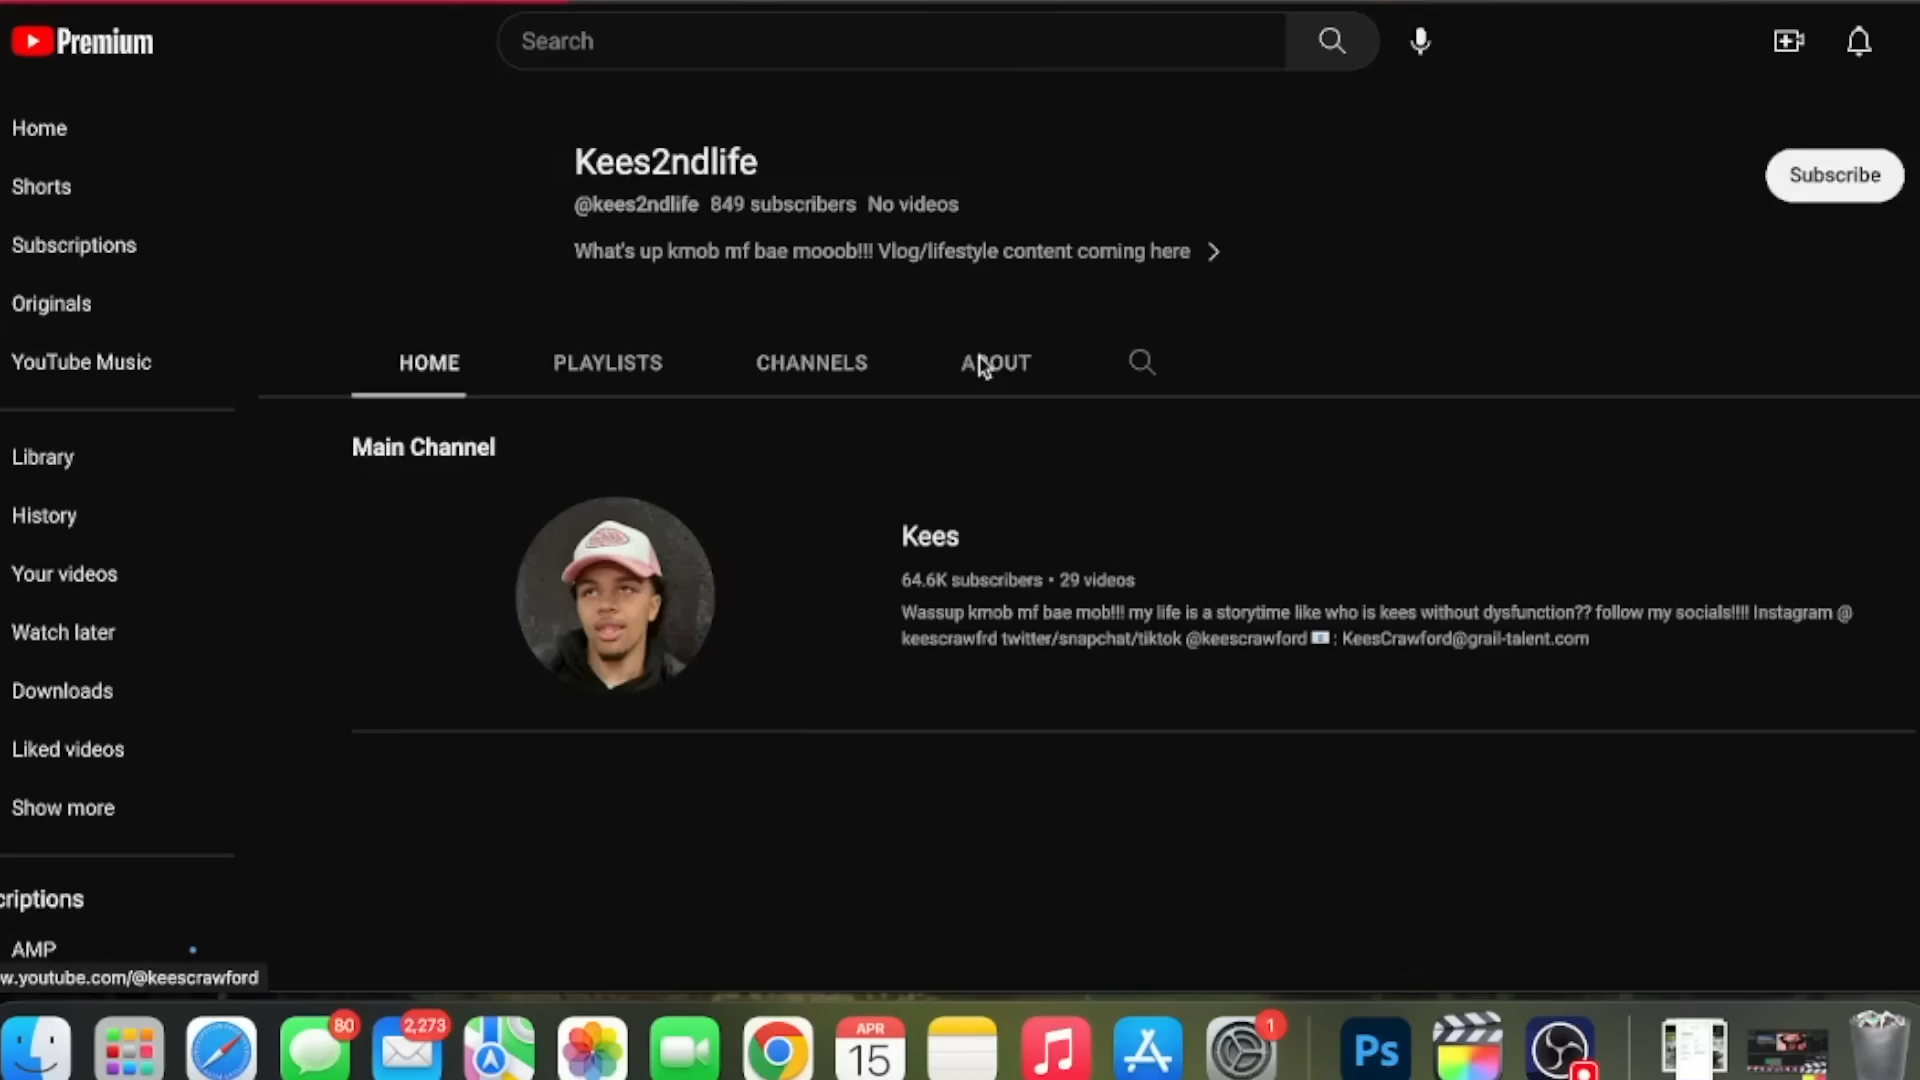 Premium
Search
Home
Shorts
Subscriptions
Originals
YouTube Music
Library
History
Your videos
Watch later
Downloads
Liked videos
Show more
criptions
AMP
w.youtube.com/@keescrawford
Kees2ndlife
@kees2ndlife 849 subscribers No videos
What's up kmob mf bae mooob!!! Vlog/lifestyle content coming here
Subscribe
HOME PLAYLISTS CHANNELS ABOUT
Main Channel
Kees
64.6K subscribers • 29 videos
Wassup kmob mf bae mob!!! my life is a storytime like who is kees without dysfunction?? follow my socials!!!! Instagram @
keescrawfrd twitter/snapchat/tiktok @keescrawford 📧: KeesCrawford@grail-talent.com
80
2,273
APR
15
1
Ps